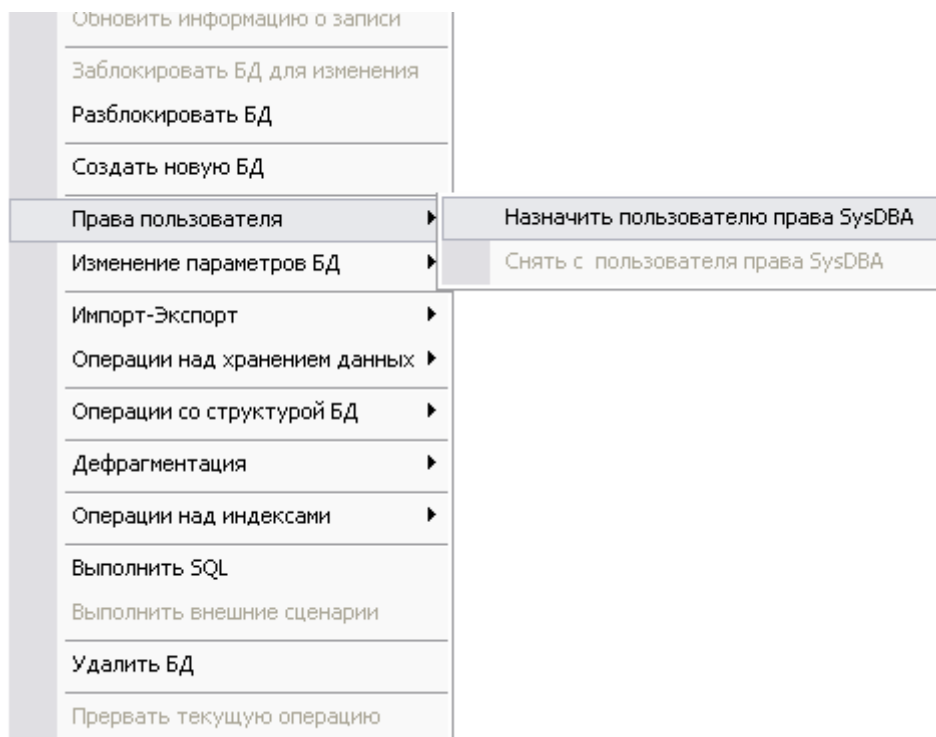 Обновить информацию о записи
Заблокировать БД для изменения
Разблокировать БД
Создать новую БД
Права пользователя
Назначить пользователю права SysDBA
Изменение параметров БД
Снять с пользователя права SysDBA
Импорт-Экспорт
Операции над хранением данных
Операции со структурой БД
Дефрагментация
Операции над индексами
Выполнить SQL
Выполнить внешние сценарии
Удалить БД
Прервать текущую операцию